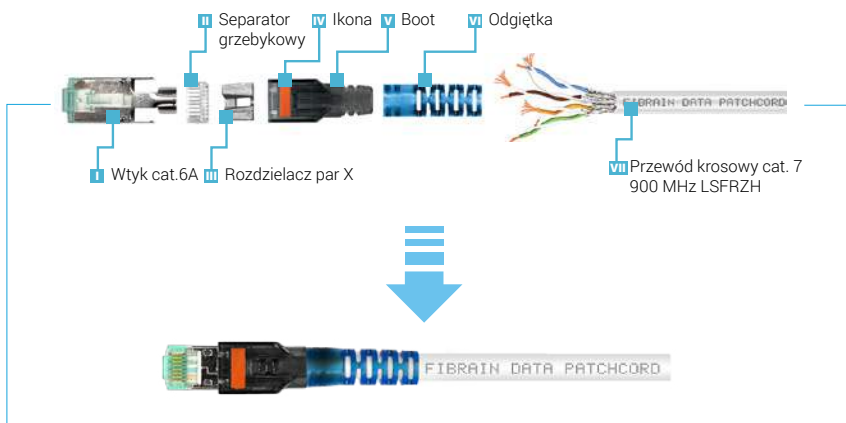 II Separator
grzebykowy
IV Ikona
V Boot
VI Odgiętka
FIBRAIN DATA PATCHCORD
I Wtyk cat.6A
III Rozdzielacz par X
VII Przewód krosowy cat. 7
900 MHz LSFRZH
FIBRAIN DATA PATCHCORD